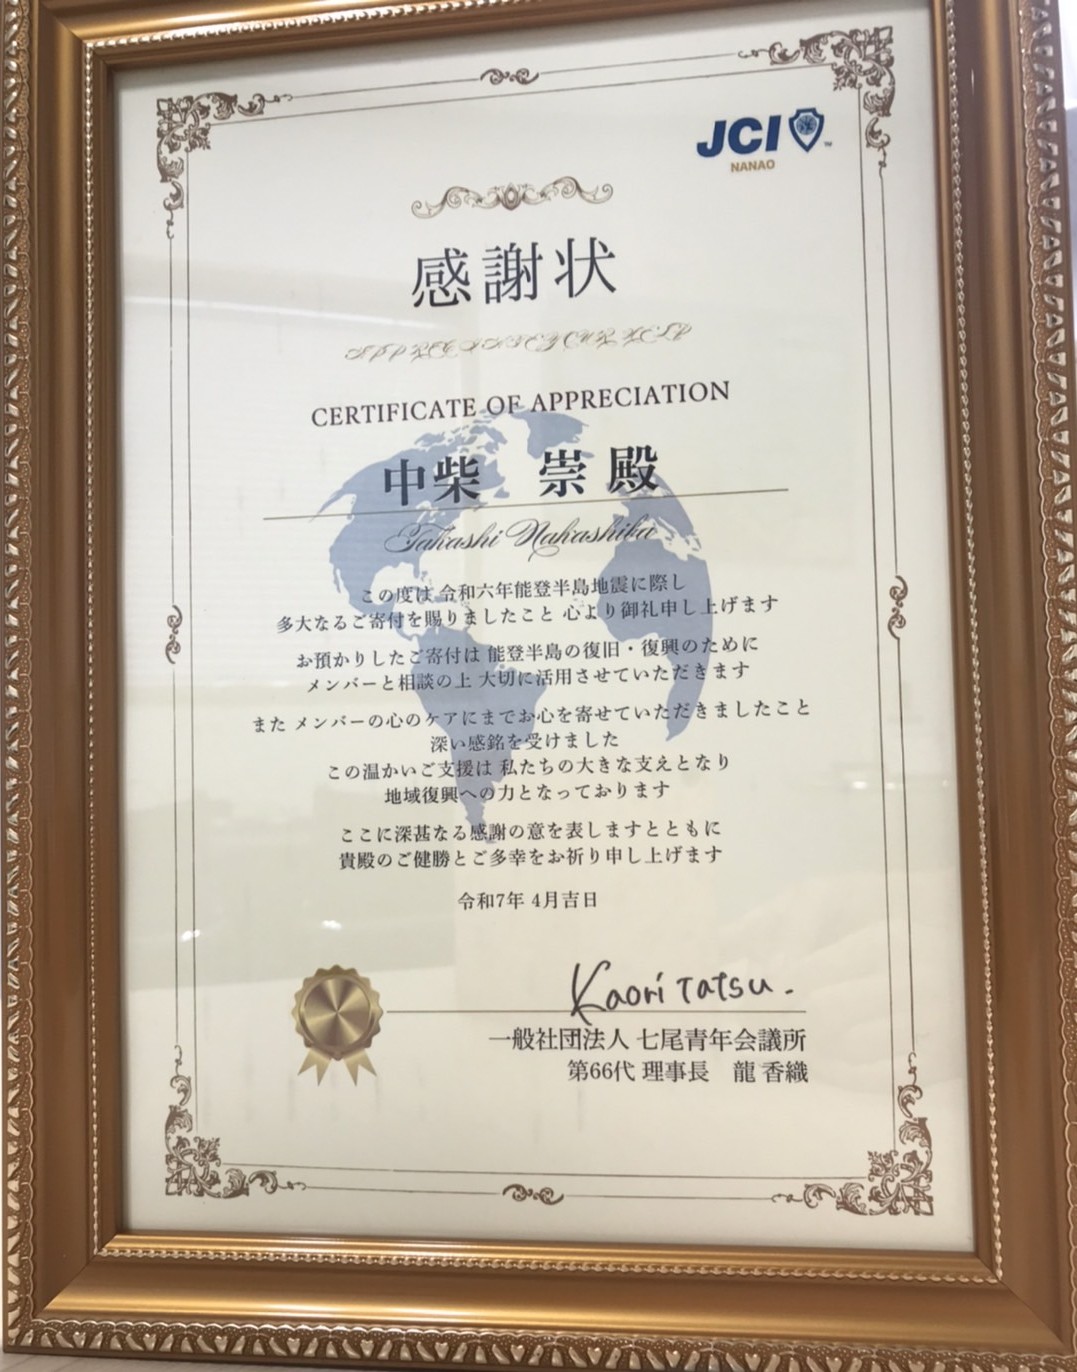 JCI
NANAO
感謝状
CERTIFICATE OF APPRECIATION
中柴 崇 殿
Takashi Nakashiba
この度は 令和六年能登半島地震に際し
多大なるご寄付を賜りましたこと 心より御礼申し上げます
お預かりしたご寄付は 能登半島の復旧・復興のために
メンバーと相談の上 大切に活用させていただきます
また メンバーの心のケアにまでお心を寄せていただきましたこと
深い感銘を受けました
この温かいご支援は 私たちの大きな支えとなり
地域復興への力となっております
ここに深甚なる感謝の意を表しますとともに
貴殿のご健勝とご多幸をお祈り申し上げます
令和7年 4月吉日
Kaori Tatsu.
一般社団法人 七尾青年会議所
第66代 理事長 龍 香織